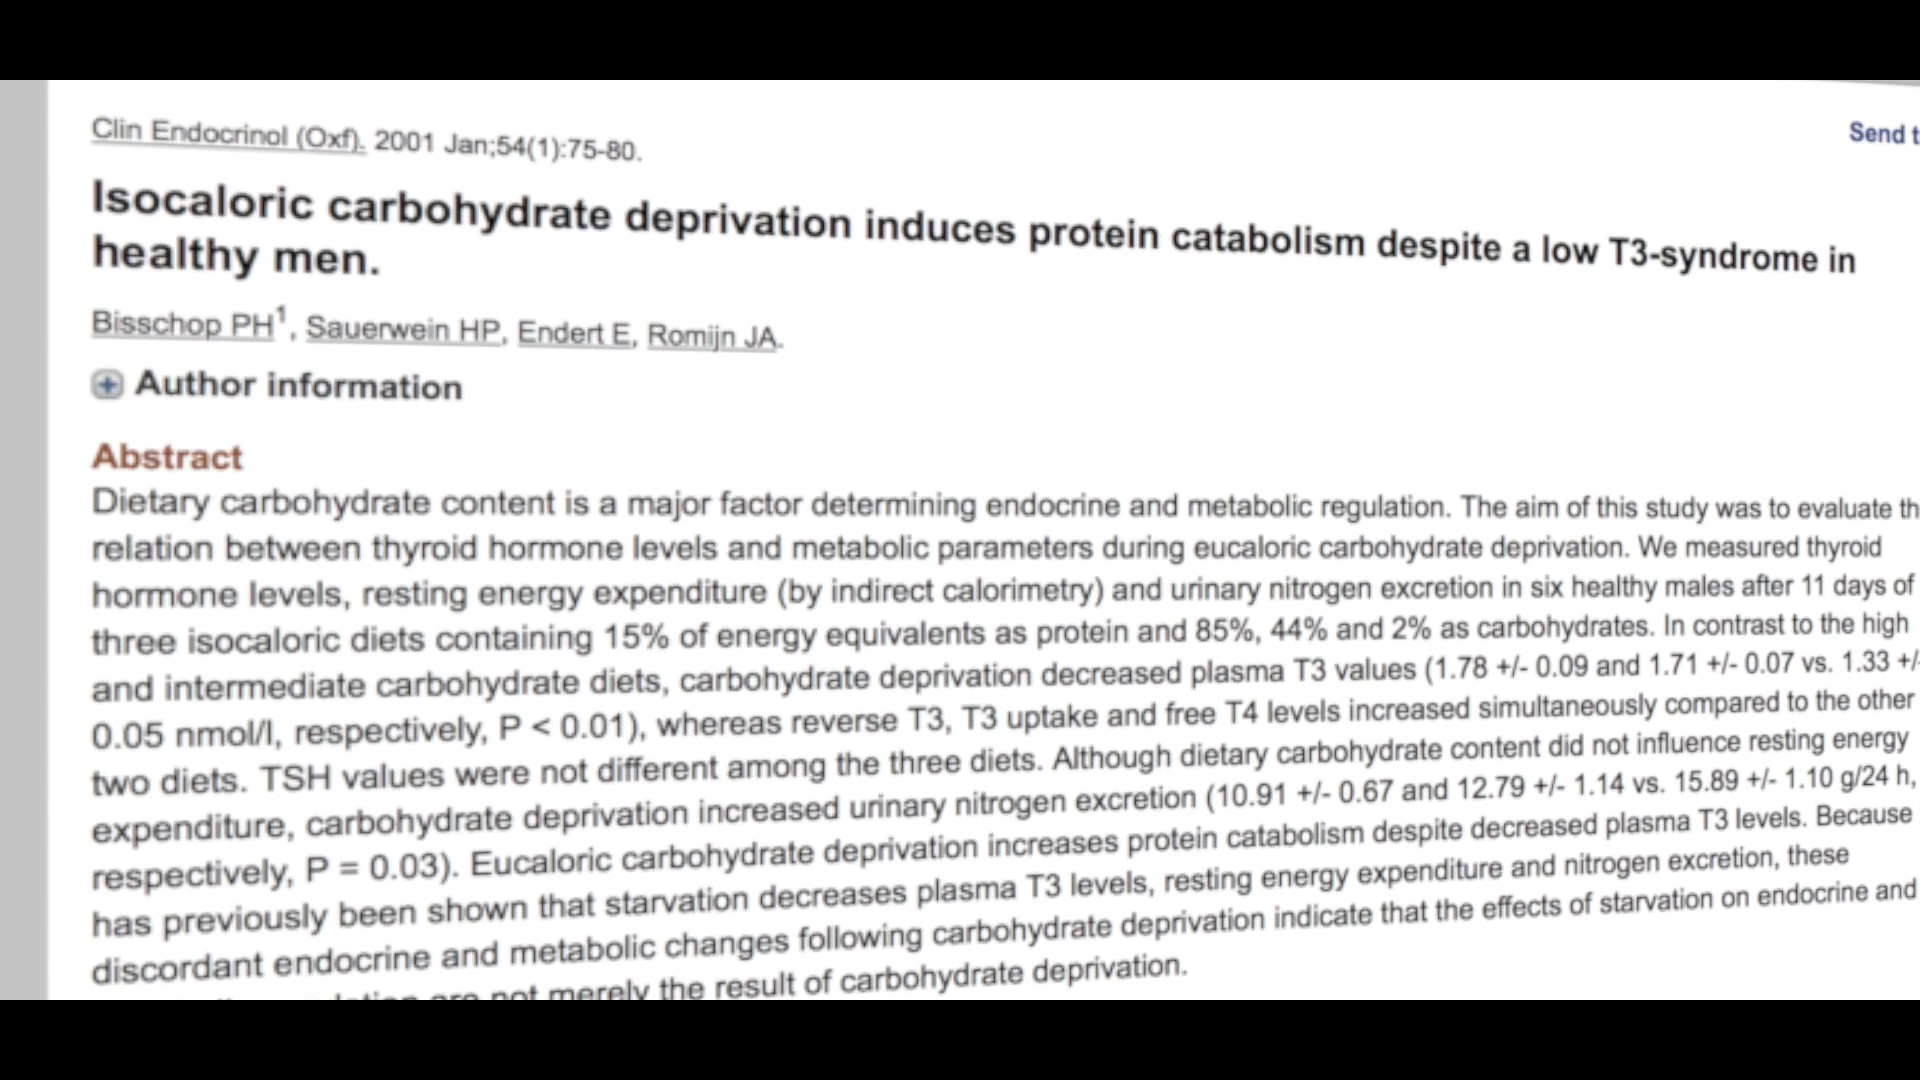 Clin Endocrinol (Oxf). 2001 Jan;54(1):75-80.
Send t
Isocaloric carbohydrate deprivation induces protein catabolism despite a low T3-syndrome in
healthy men.
Bisschop PH1, Sauerwein HP, Endert E, Romijn JA.
Author information
Abstract
Dietary carbohydrate content is a major factor determining endocrine and metabolic regulation. The aim of this study was to evaluate th
relation between thyroid hormone levels and metabolic parameters during eucaloric carbohydrate deprivation. We measured thyroid
hormone levels, resting energy expenditure (by indirect calorimetry) and urinary nitrogen excretion in six healthy males after 11 days of
three isocaloric diets containing 15% of energy equivalents as protein and 85%, 44% and 2% as carbohydrates. In contrast to the high
and intermediate carbohydrate diets, carbohydrate deprivation decreased plasma T3 values (1.78 +/- 0.09 and 1.71 +/- 0.07 vs. 1.33 +/-
0.05 nmol/l, respectively, P < 0.01), whereas reverse T3, T3 uptake and free T4 levels increased simultaneously compared to the other
two diets. TSH values were not different among the three diets. Although dietary carbohydrate content did not influence resting energy
expenditure, carbohydrate deprivation increased urinary nitrogen excretion (10.91 +/- 0.67 and 12.79 +/- 1.14 vs. 15.89 +/- 1.10 g/24 h,
respectively, P = 0.03). Eucaloric carbohydrate deprivation increases protein catabolism despite decreased plasma T3 levels. Because
has previously been shown that starvation decreases plasma T3 levels, resting energy expenditure and nitrogen excretion, these
discordant endocrine and metabolic changes following carbohydrate deprivation indicate that the effects of starvation on endocrine and
are not merely the result of carbohydrate deprivation.